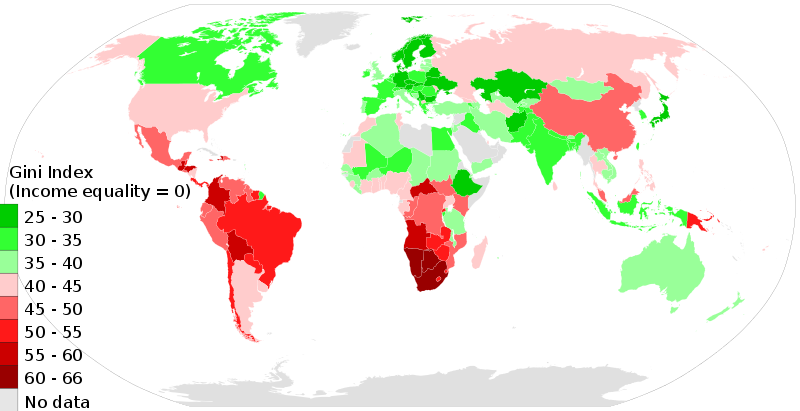 Gini Index
(Income equality = 0)
25 - 30
30 - 35
35 - 40
40 - 45
45 - 50
50 - 55
55 - 60
60 - 66
No data